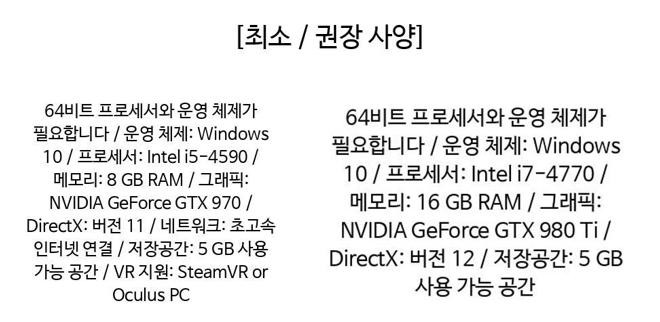 [최소 / 권장 사양]
64비트 프로세서와 운영 체제가
필요합니다 / 운영 체제: Windows
10 / 프로세서: Intel i5-4590 /
메모리: 8 GB RAM / 그래픽:
NVIDIA GeForce GTX 970 /
DirectX: 버전 11 / 네트워크: 초고속
인터넷 연결 / 저장공간: 5 GB 사용
가능 공간 / VR 지원: SteamVR or
Oculus PC
64비트 프로세서와 운영 체제가
필요합니다 / 운영 체제: Windows
10 / 프로세서: Intel i7-4770 /
메모리: 16 GB RAM / 그래픽:
NVIDIA GeForce GTX 980 Ti /
DirectX: 버전 12 / 저장공간: 5 GB
사용 가능 공간